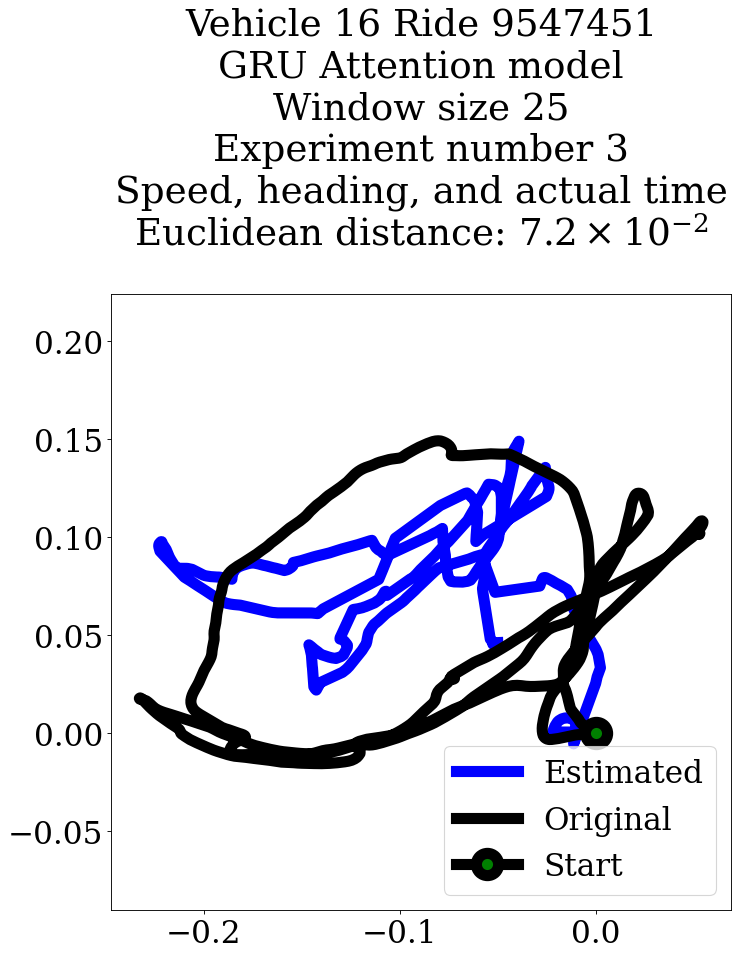 Vehicle 16 Ride 9547451
GRU Attention model
Window size 25
Experiment number 3
Speed, heading, and actual time
Euclidean distance: 7.2 × 10⁻²
0.20
0.15
0.10
0.05
0.00
−0.05
Estimated
Original
Start
−0.2 −0.1 0.0